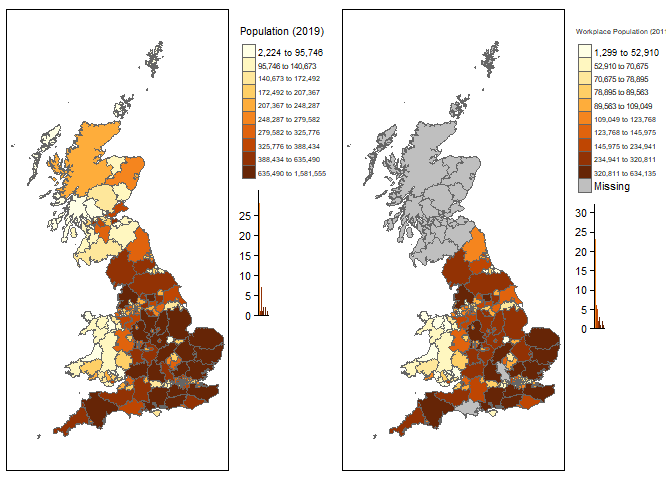 Population (2019)
2,224 to 95,746
95,746 to 140,673
140,673 to 172,492
172,492 to 207,367
207,367 to 248,287
248,287 to 279,582
279,582 to 325,776
325,776 to 388,434
388,434 to 635,490
635,490 to 1,581,555
25
20
15
10
5
0
Workplace Population (201
1,299 to 52,910
52,910 to 70,675
70,675 to 78,895
78,895 to 89,563
89,563 to 109,049
109,049 to 123,768
123,768 to 145,975
145,975 to 234,941
234,941 to 320,811
320,811 to 634,135
Missing
30
25
20
15
10
5
0